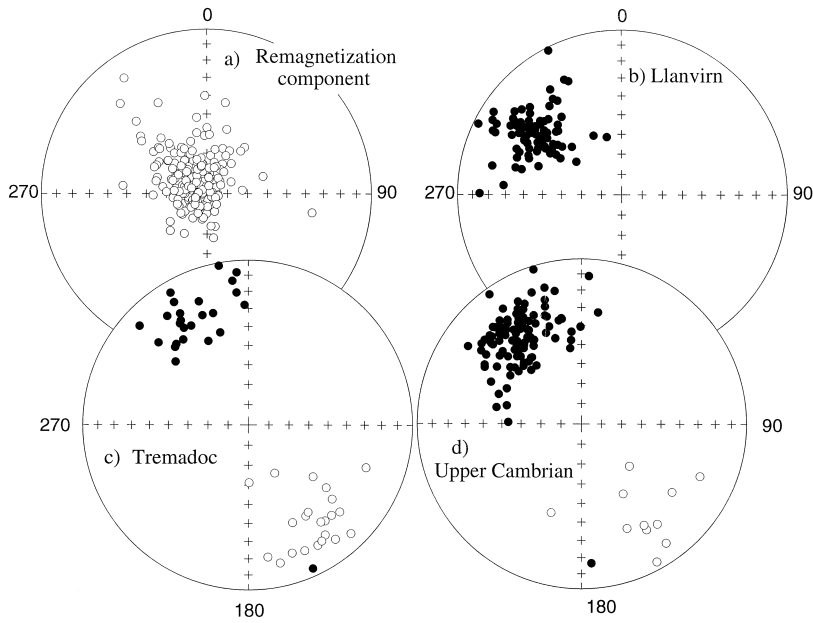 0
a) Remagnetization
component
270
90
0
b) Llanvirn
270
90
270
c) Tremadoc
180
d)
Upper Cambrian
90
180